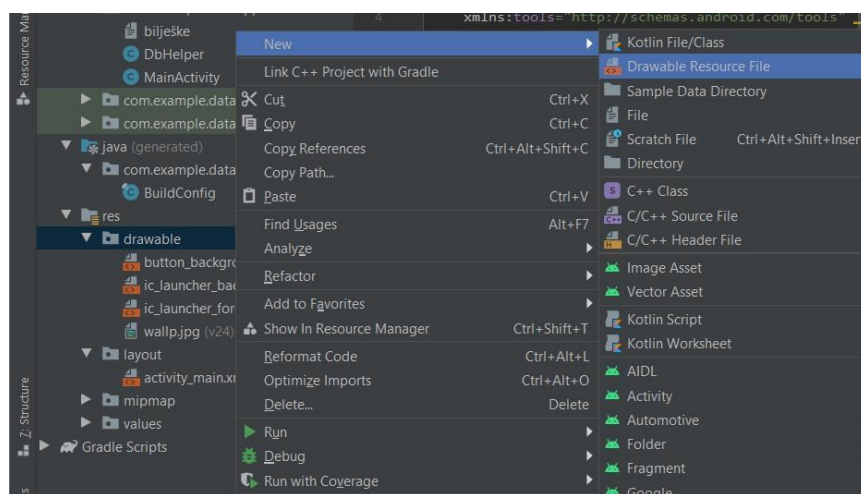 Resource Ma
Z: Structure
bilješke
DbHelper
MainActivity
com.example.data
com.example.data
java (generated)
com.example.data
BuildConfig
res
drawable
button_backgro
ic_launcher_bac
ic_launcher_for
wallp.jpg (v24)
layout
activity_main.x
mipmap
values
Gradle Scripts
4 xmlns:tools="http://schemas.android.com/tools"
New
Link C++ Project with Gradle
Cut Ctrl+X
Copy Ctrl+C
Copy References Ctrl+Alt+Shift+C
Copy Path...
Paste Ctrl+V
Find Usages Alt+F7
Analyze
Refactor
Add to Favorites
Show In Resource Manager Ctrl+Shift+T
Reformat Code Ctrl+Alt+L
Optimize Imports Ctrl+Alt+O
Delete... Delete
Run
Debug
Run with Coverage
Kotlin File/Class
Drawable Resource File
Sample Data Directory
File
Scratch File Ctrl+Alt+Shift+Inser
Directory
C++ Class
C/C++ Source File
C/C++ Header File
Image Asset
Vector Asset
Kotlin Script
Kotlin Worksheet
AIDL
Activity
Automotive
Folder
Fragment
Google